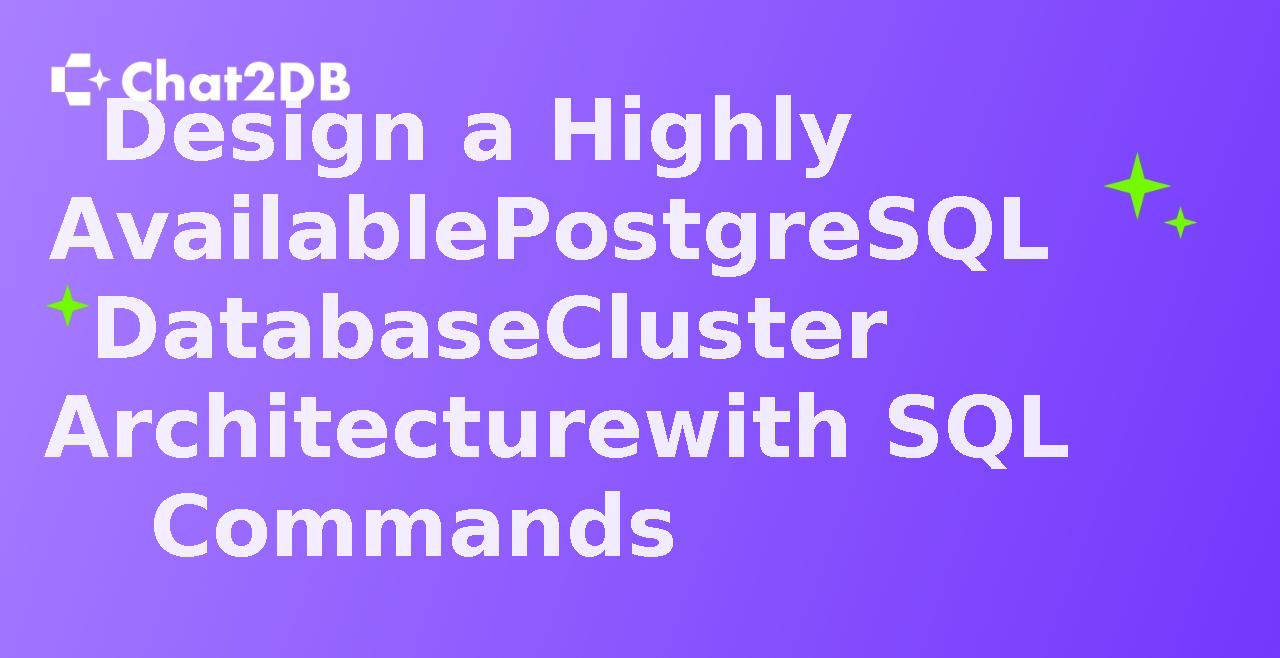 Chat2DB
Design a Highly
AvailablePostgreSQL
DatabaseCluster
Architecturewith SQL
Commands